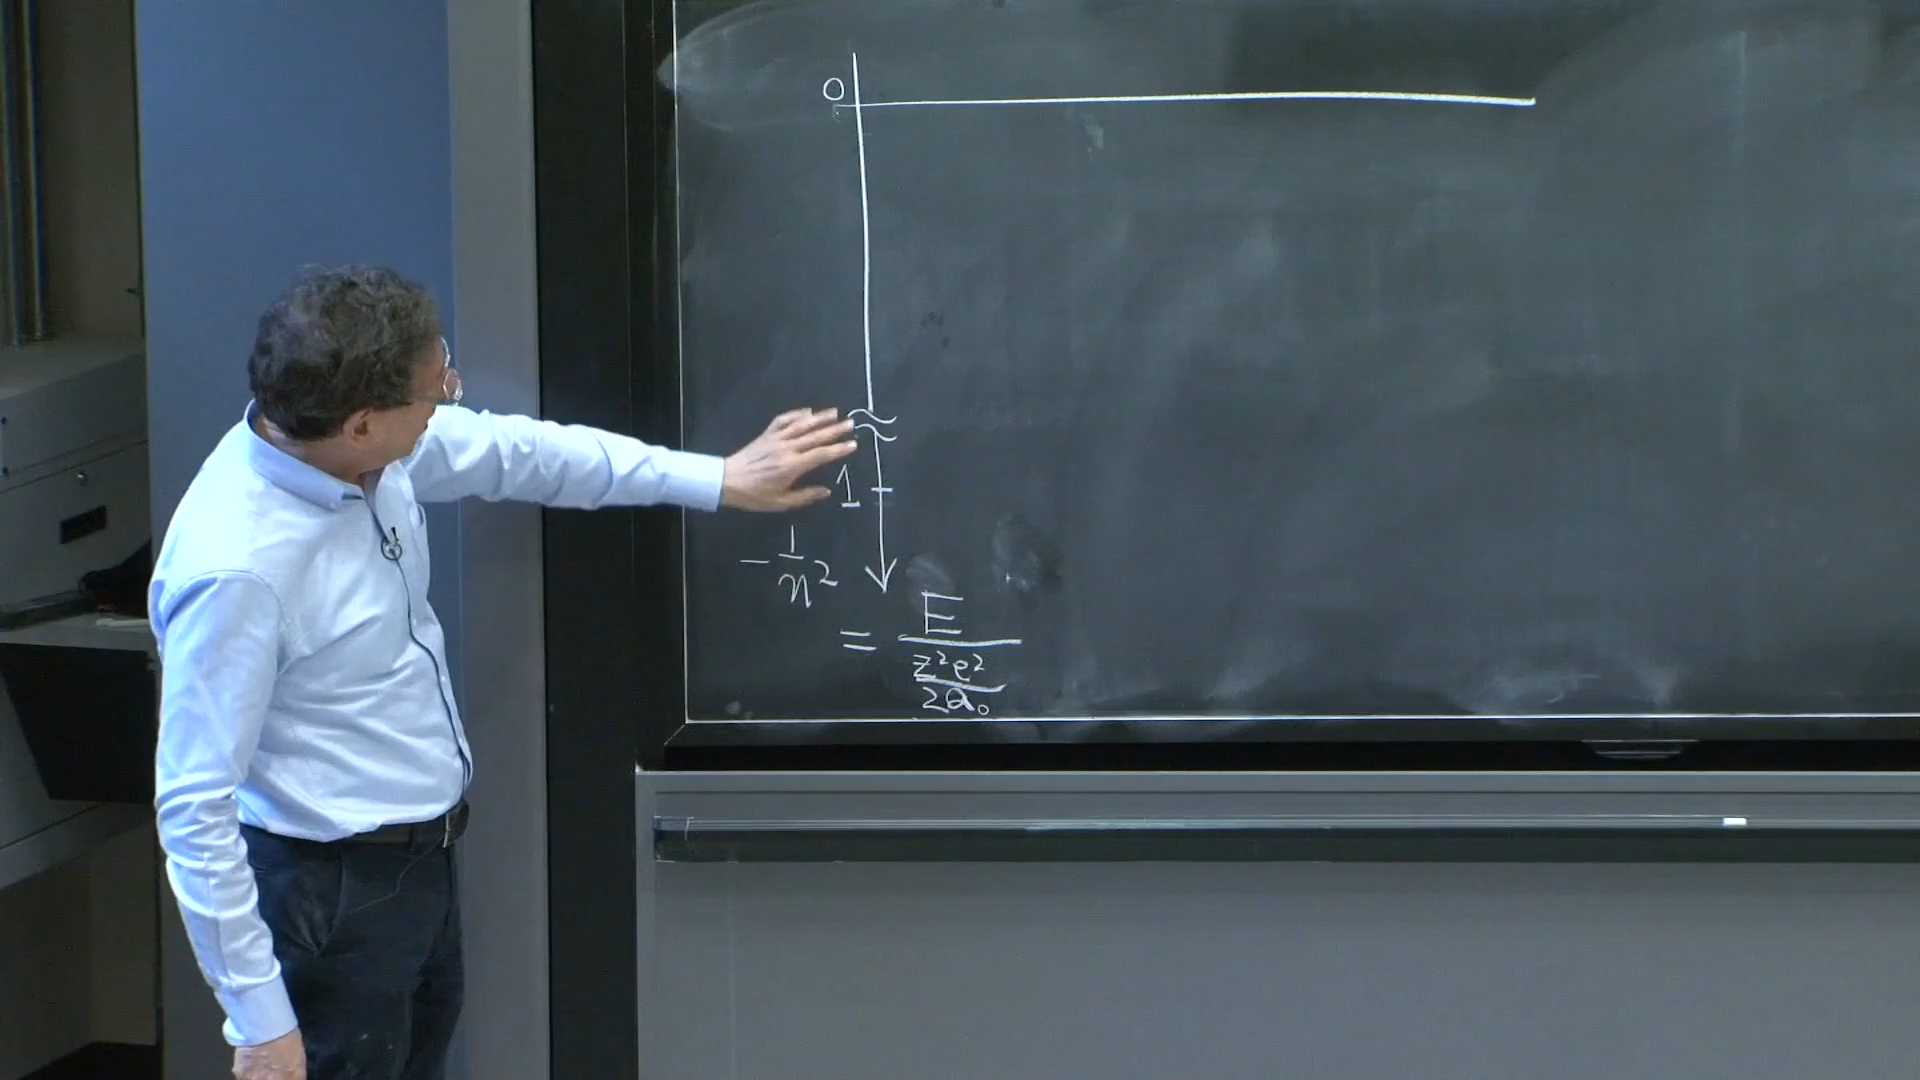 0
1
-1/n²
= E/(z²e²/2a₀)